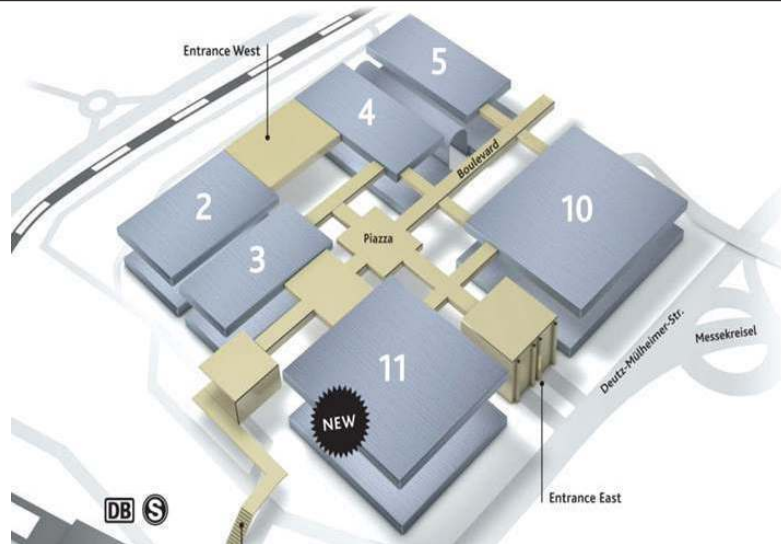 Entrance West
5
4
Boulevard
2
10
3
Piazza
Deutz-Mülheimer-Str.
Messekreisel
11
NEW
Entrance East
DB S